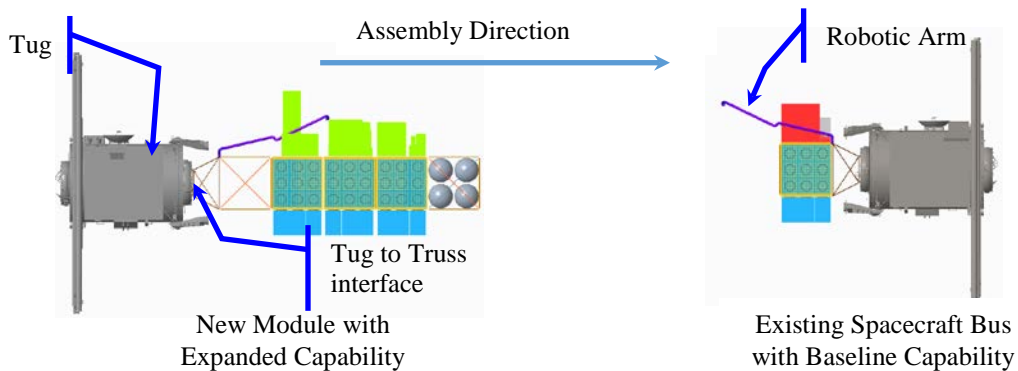 Tug
Assembly Direction
Robotic Arm
Tug to Truss
interface
New Module with
Expanded Capability
Existing Spacecraft Bus
with Baseline Capability